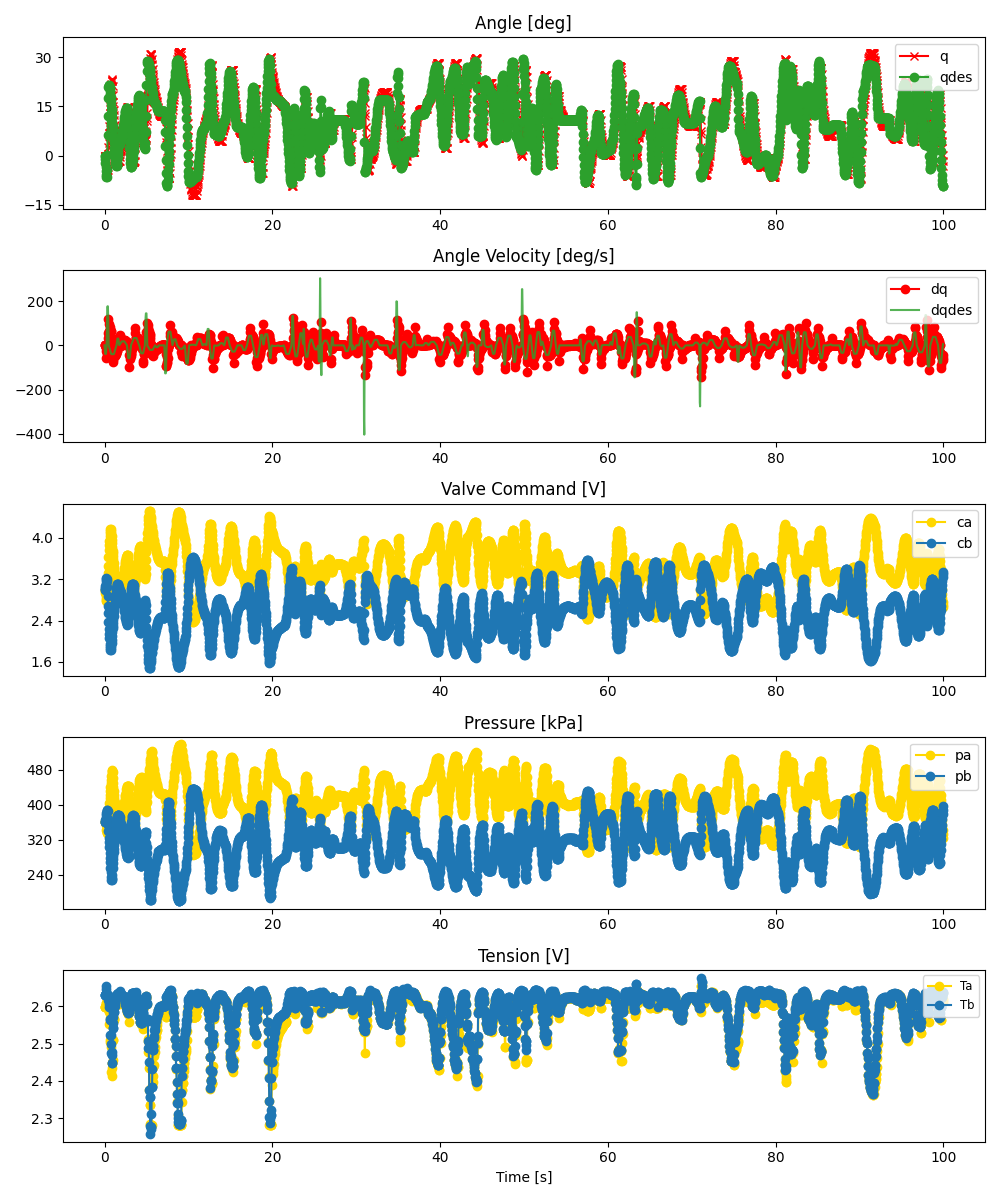 Angle [deg]
30
15
0
−15
q
qdes
0 20 40 60 80 100
Angle Velocity [deg/s]
200
0
−200
−400
dq
dqdes
0 20 40 60 80 100
Valve Command [V]
4.0
3.2
2.4
1.6
ca
cb
0 20 40 60 80 100
Pressure [kPa]
480
400
320
240
pa
pb
0 20 40 60 80 100
Tension [V]
2.6
2.5
2.4
2.3
Ta
Tb
0 20 40 60 80 100
Time [s]